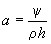 a = ψ / ρh